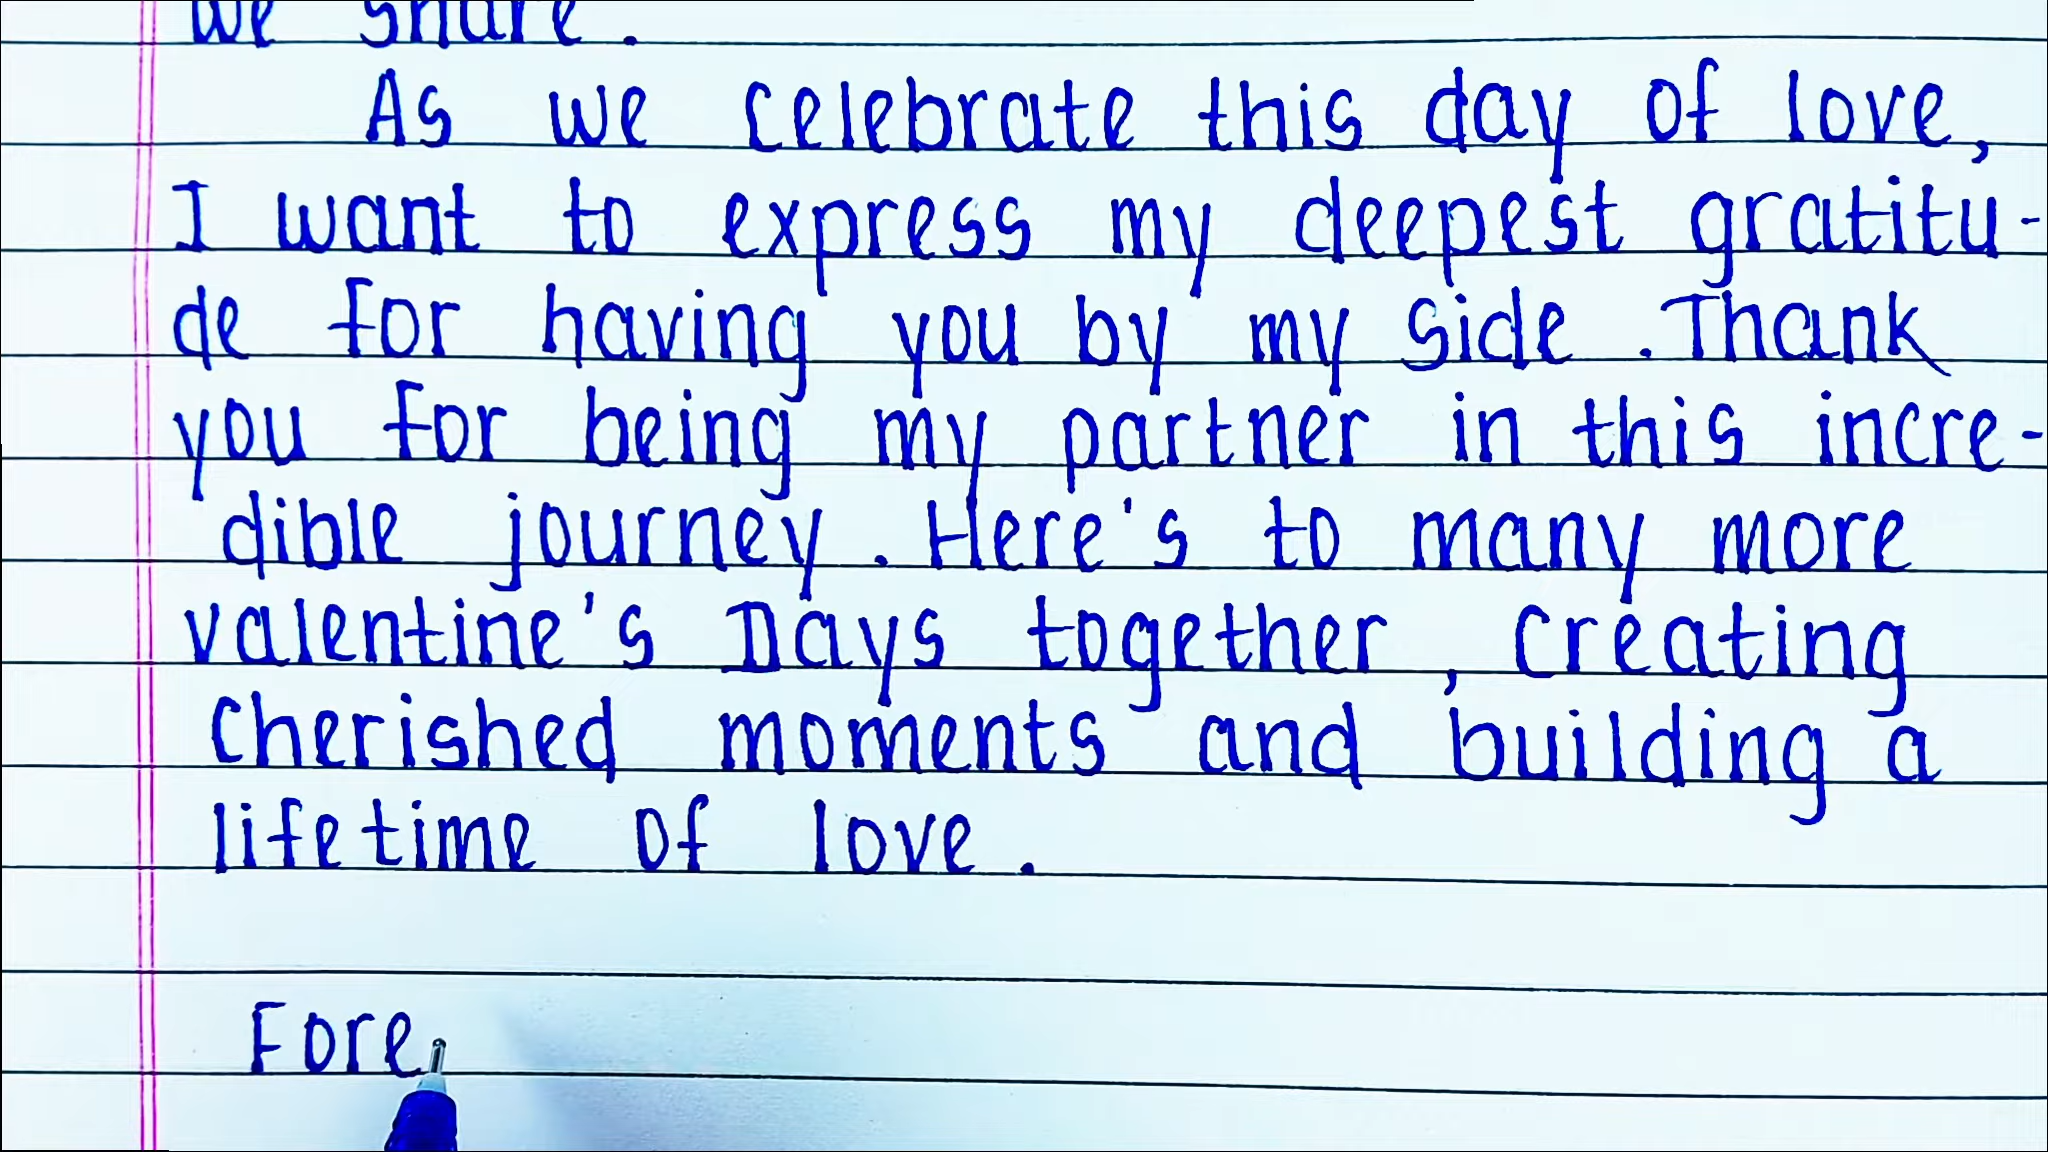 we share.
As we celebrate this day of love,
I want to express my deepest gratitu-
de for having you by my side. Thank
you for being my partner in this incre-
dible journey. Here's to many more
valentine's Days together, creating
cherished moments and building a
lifetime of love.
Fore